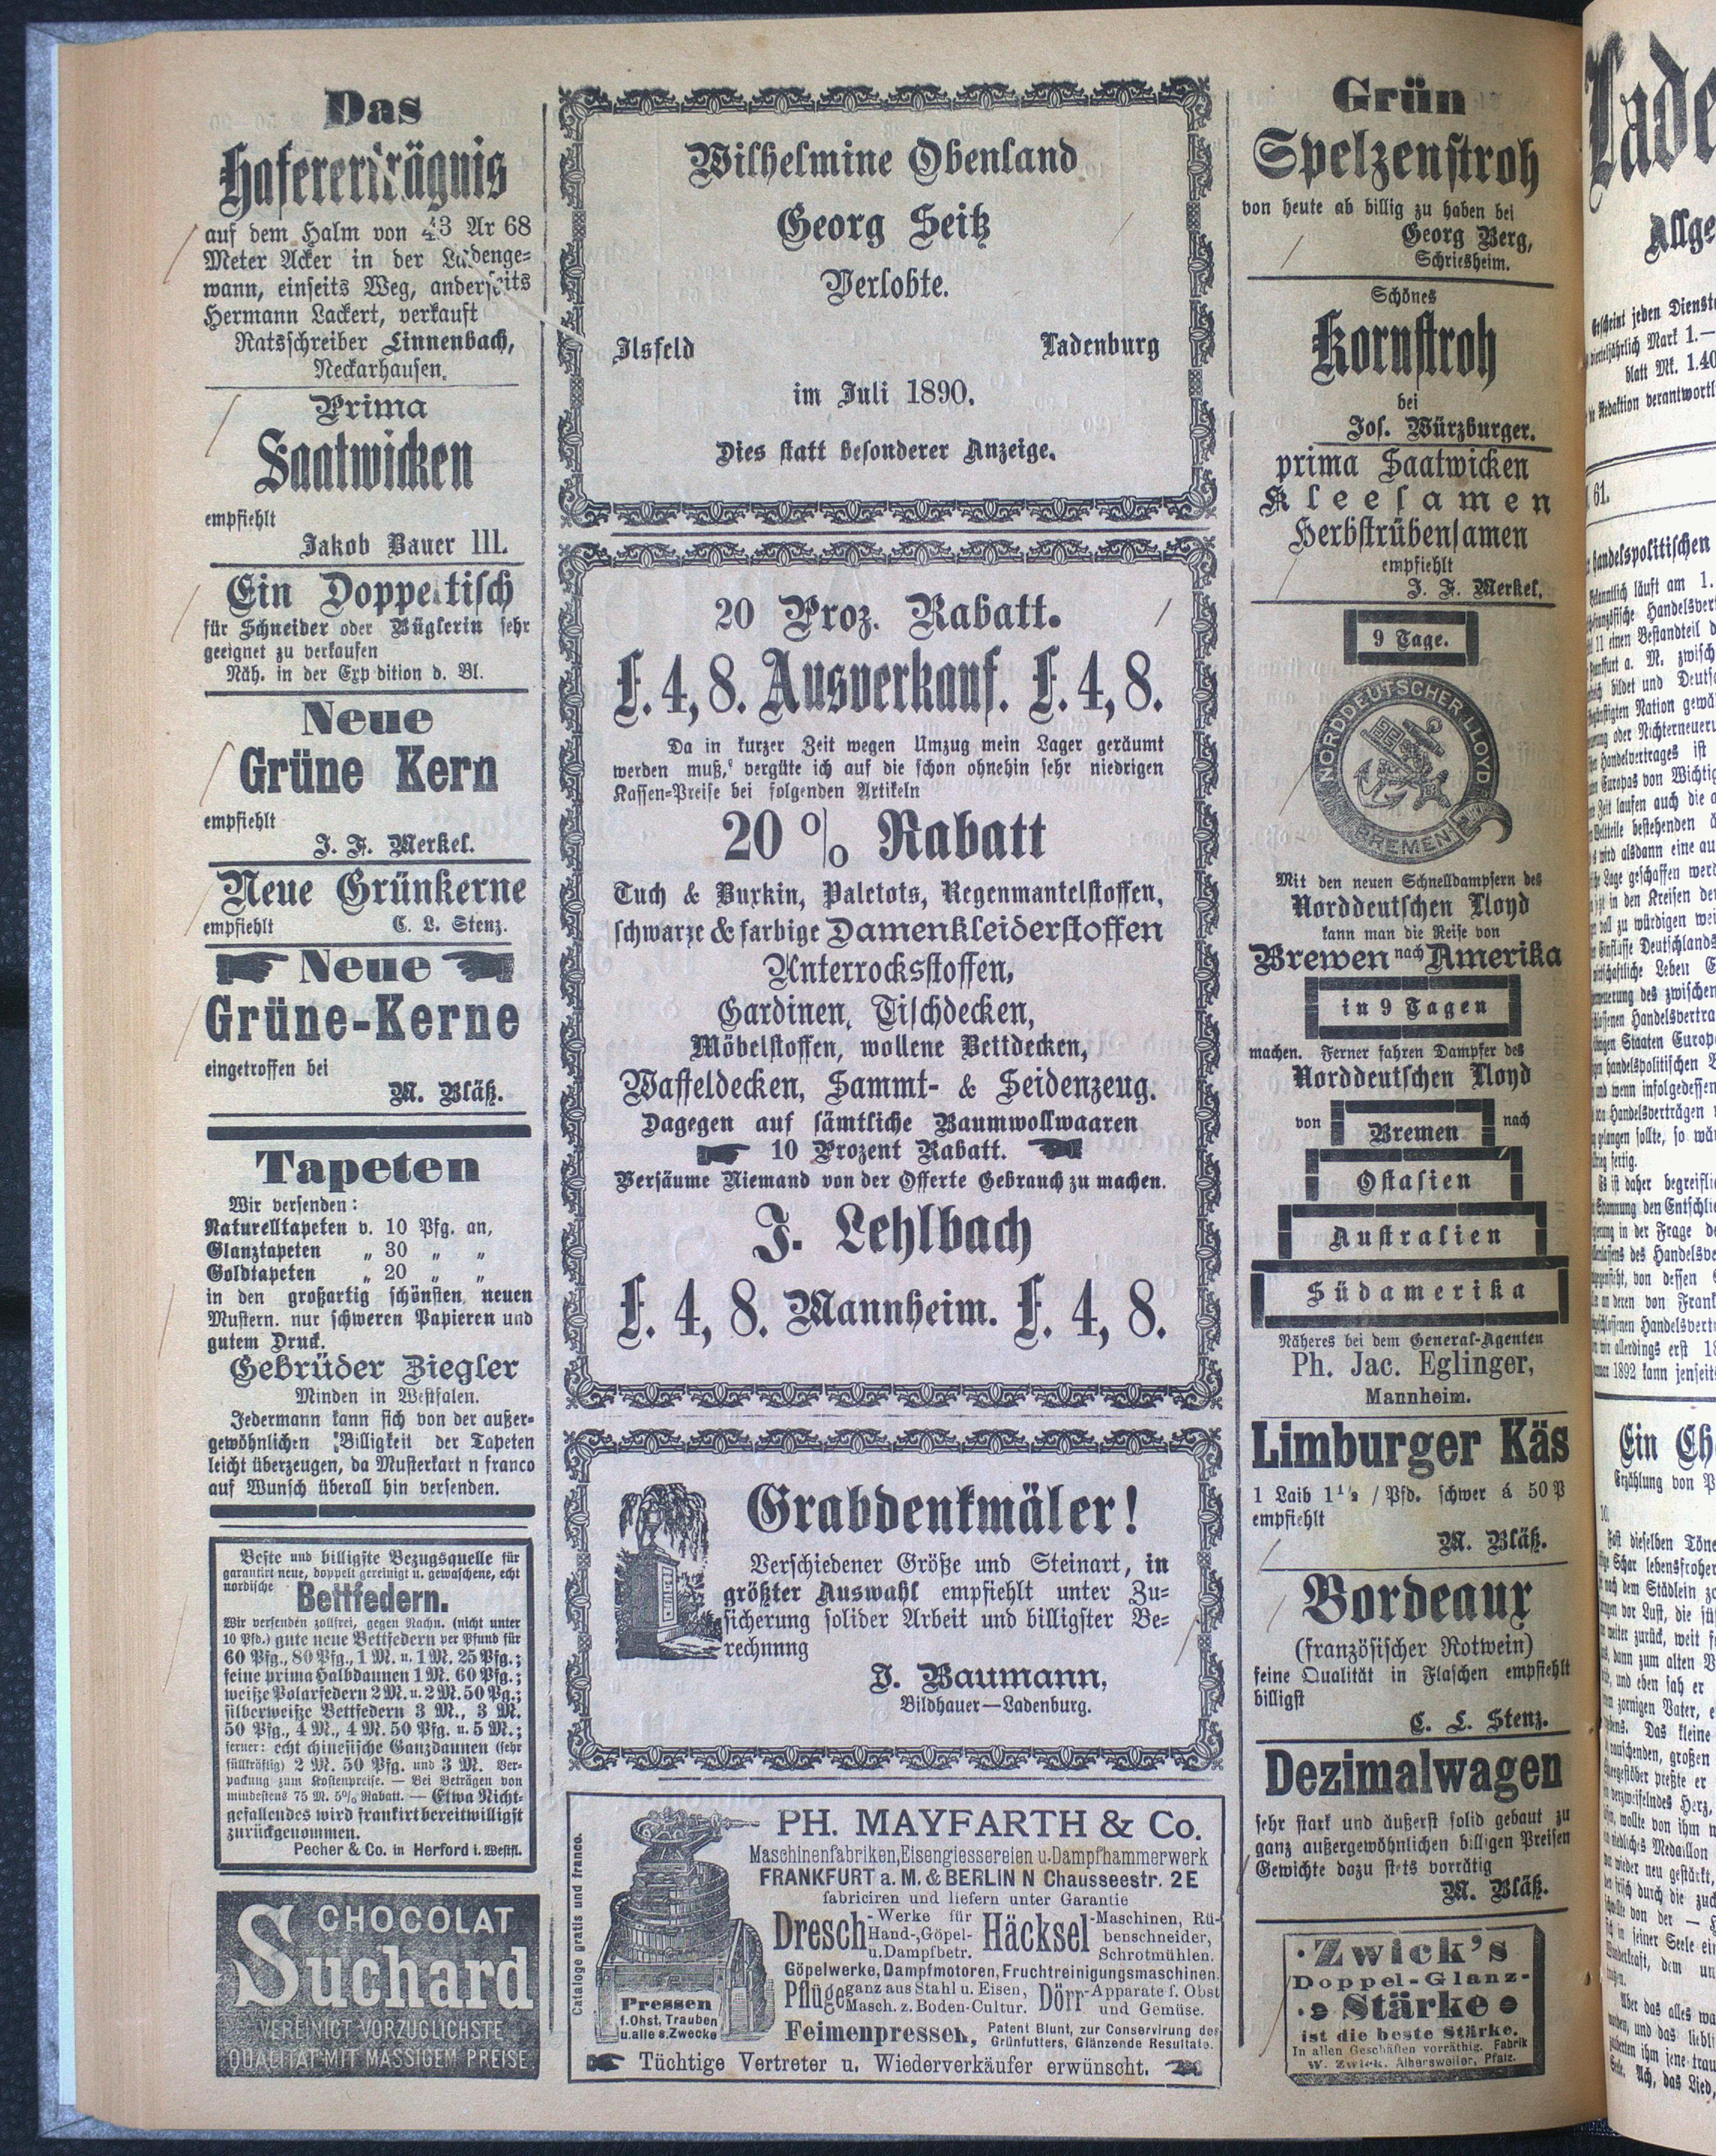 Das
Hafererträgnis
auf dem Halm von 43 Ar 68
Meter Acker in der Ladenge-
wann, einseits Weg, anderseits
Hermann Lackert, verkauft
Ratsschreiber Linnenbach,
Neckarhausen.
Prima
Saatwicken
empfiehlt
Jakob Bauer III.
Ein Doppeltisch
für Schneider oder Büglerin sehr
geeignet zu verkaufen
Näh. in der Exp dition d. Bl.
Neue
Grüne Kern
empfiehlt
J. F. Merkel.
Neue Grünkerne
empfiehlt C. L. Stenz.
Neue
Grüne-Kerne
eingetroffen bei
M. Bläß.
Tapeten
Wir versenden:
Naturelltapeten v. 10 Pfg. an,
Glanztapeten „ 30 „ „
Goldtapeten „ 20 „ „
in den großartig schönsten, neuen
Mustern. nur schweren Papieren und
gutem Druck.
Gebrüder Ziegler
Minden in Westfalen.
Jedermann kann sich von der außer-
gewöhnlichen Billigkeit der Tapeten
leicht überzeugen, da Musterkart n franco
auf Wunsch überall hin versenden.
Beste und billigste Bezugsquelle für
garantirt neue, doppelt gereinigt u. gewaschene, echt
nordische Bettfedern.
Wir versenden zollfrei, gegen Nachn. (nicht unter
10 Pfd.) gute neue Bettfedern per Pfund für
60 Pfg., 80 Pfg., 1 M. u. 1 M. 25 Pfg.;
feine prima Halbdaunen 1 M. 60 Pfg.;
weiße Polarfedern 2 M. u. 2 M. 50 Pg.;
silberweiße Bettfedern 3 M., 3 M.
50 Pfg., 4 M., 4 M. 50 Pfg. u. 5 M.;
ferner: echt chinesische Ganzdaunen (sehr
füllkräftig) 2 M. 50 Pfg. und 3 M. Ver-
packung zum Kostenpreise. — Bei Beträgen von
mindestens 75 M. 5% Rabatt. — Etwa Nicht-
gefallendes wird frankirt bereitwilligst
zurückgenommen.
Pecher & Co. in Herford i. Westfl.
CHOCOLAT
Suchard
VEREINIGT VORZÜGLICHSTE
QUALITÄT MIT MÄSSIGEM PREISE.
Wilhelmine Obenland
Georg Seitz
Verlobte.
Ilsfeld Ladenburg
im Juli 1890.
Dies statt besonderer Anzeige.
20 Proz. Rabatt.
E. 4, 8. Ausverkauf. E. 4, 8.
Da in kurzer Zeit wegen Umzug mein Lager geräumt
werden muß, vergüte ich auf die schon ohnehin sehr niedrigen
Kassen-Preise bei folgenden Artikeln
20 % Rabatt
Tuch & Buxkin, Paletots, Regenmantelstoffen,
schwarze & farbige Damenkleiderstoffen
Unterrocksstoffen,
Gardinen, Tischdecken,
Möbelstoffen, wollene Bettdecken,
Waffeldecken, Sammt- & Seidenzeug.
Dagegen auf sämtliche Baumwollwaaren
10 Prozent Rabatt.
Versäume Niemand von der Offerte Gebrauch zu machen.
J. Lehlbach
E. 4, 8. Mannheim. E. 4, 8.
Grabdenkmäler!
Verschiedener Größe und Steinart, in
größter Auswahl empfiehlt unter Zu-
sicherung solider Arbeit und billigster Be-
rechnnng
J. Baumann,
Bildhauer—Ladenburg.
Cataloge gratis und franco.
PH. MAYFARTH & Co.
Maschinenfabriken, Eisengiessereien u. Dampfhammerwerk
FRANKFURT a. M. & BERLIN N Chausseestr. 2E
fabriciren und liefern unter Garantie
Dresch-Werke für Hand-, Göpel- u. Dampfbetr. Häcksel-Maschinen, Rü-benschneider, Schrotmühlen.
Göpelwerke, Dampfmotoren, Fruchtreinigungsmaschinen.
Pflüge ganz aus Stahl u. Eisen, Masch. z. Boden-Cultur. Dörr-Apparate f. Obst und Gemüse.
Feimenpressen, Patent Blunt, zur Conservirung des Grünfutters, Glänzende Resultate.
Pressen
f. Obst, Trauben
u. alle s. Zwecke
Tüchtige Vertreter u. Wiederverkäufer erwünscht.
Grün
Spelzenstroh
von heute ab billig zu haben bei
Georg Berg,
Schriesheim.
Schönes
Kornstroh
bei
Jos. Würzburger.
prima Saatwicken
Kleesamen
Herbstrübensamen
empfiehlt
J. F. Merkel.
9 Tage.
NORDDEUTSCHER LLOYD
BREMEN
Mit den neuen Schnelldampfern des
Norddeutschen Lloyd
kann man die Reise von
Bremen nach Amerika
in 9 Tagen
machen. Ferner fahren Dampfer des
Norddeutschen Lloyd
von Bremen nach
Ostasien
Australien
Südamerika
Näheres bei dem General-Agenten
Ph. Jac. Eglinger,
Mannheim.
Limburger Käs
1 Laib 1½ /Pfd. schwer á 50 P
empfiehlt
M. Bläß.
Bordeaux
(französischer Rotwein)
feine Qualität in Flaschen empfiehlt
billigst
C. L. Stenz.
Dezimalwagen
sehr stark und äußerst solid gebaut zu
ganz außergewöhnlichen billigen Preisen
Gewichte dazu stets vorrätig
M. Bläß.
Zwick's
Doppel-Glanz-
Stärke
ist die beste Stärke.
In allen Geschäften vorräthig. Fabrik
W. Zwick, Albersweiler, Pfalz.